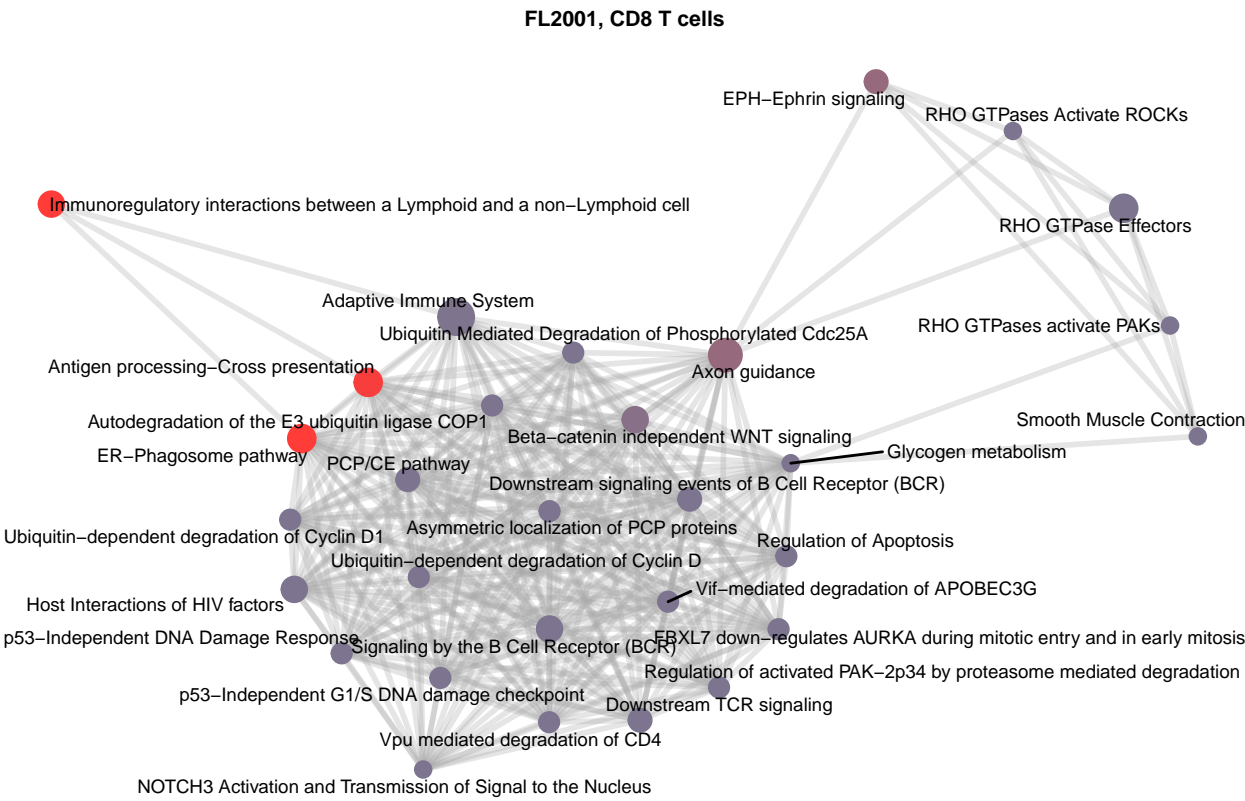 FL2001, CD8 T cells
EPH−Ephrin signaling
RHO GTPases Activate ROCKs
Immunoregulatory interactions between a Lymphoid and a non−Lymphoid cell
RHO GTPase Effectors
Adaptive Immune System
RHO GTPases activate PAKs
Ubiquitin Mediated Degradation of Phosphorylated Cdc25A
Antigen processing−Cross presentation
Axon guidance
Autodegradation of the E3 ubiquitin ligase COP1
Smooth Muscle Contraction
Beta−catenin independent WNT signaling
Glycogen metabolism
ER−Phagosome pathway
PCP/CE pathway
Downstream signaling events of B Cell Receptor (BCR)
Asymmetric localization of PCP proteins
Ubiquitin−dependent degradation of Cyclin D1
Regulation of Apoptosis
Ubiquitin−dependent degradation of Cyclin D
Vif−mediated degradation of APOBEC3G
Host Interactions of HIV factors
p53−Independent DNA Damage Response
Signaling by the B Cell Receptor (BCR)
FBXL7 down−regulates AURKA during mitotic entry and in early mitosis
Regulation of activated PAK−2p34 by proteasome mediated degradation
p53−Independent G1/S DNA damage checkpoint
Downstream TCR signaling
Vpu mediated degradation of CD4
NOTCH3 Activation and Transmission of Signal to the Nucleus